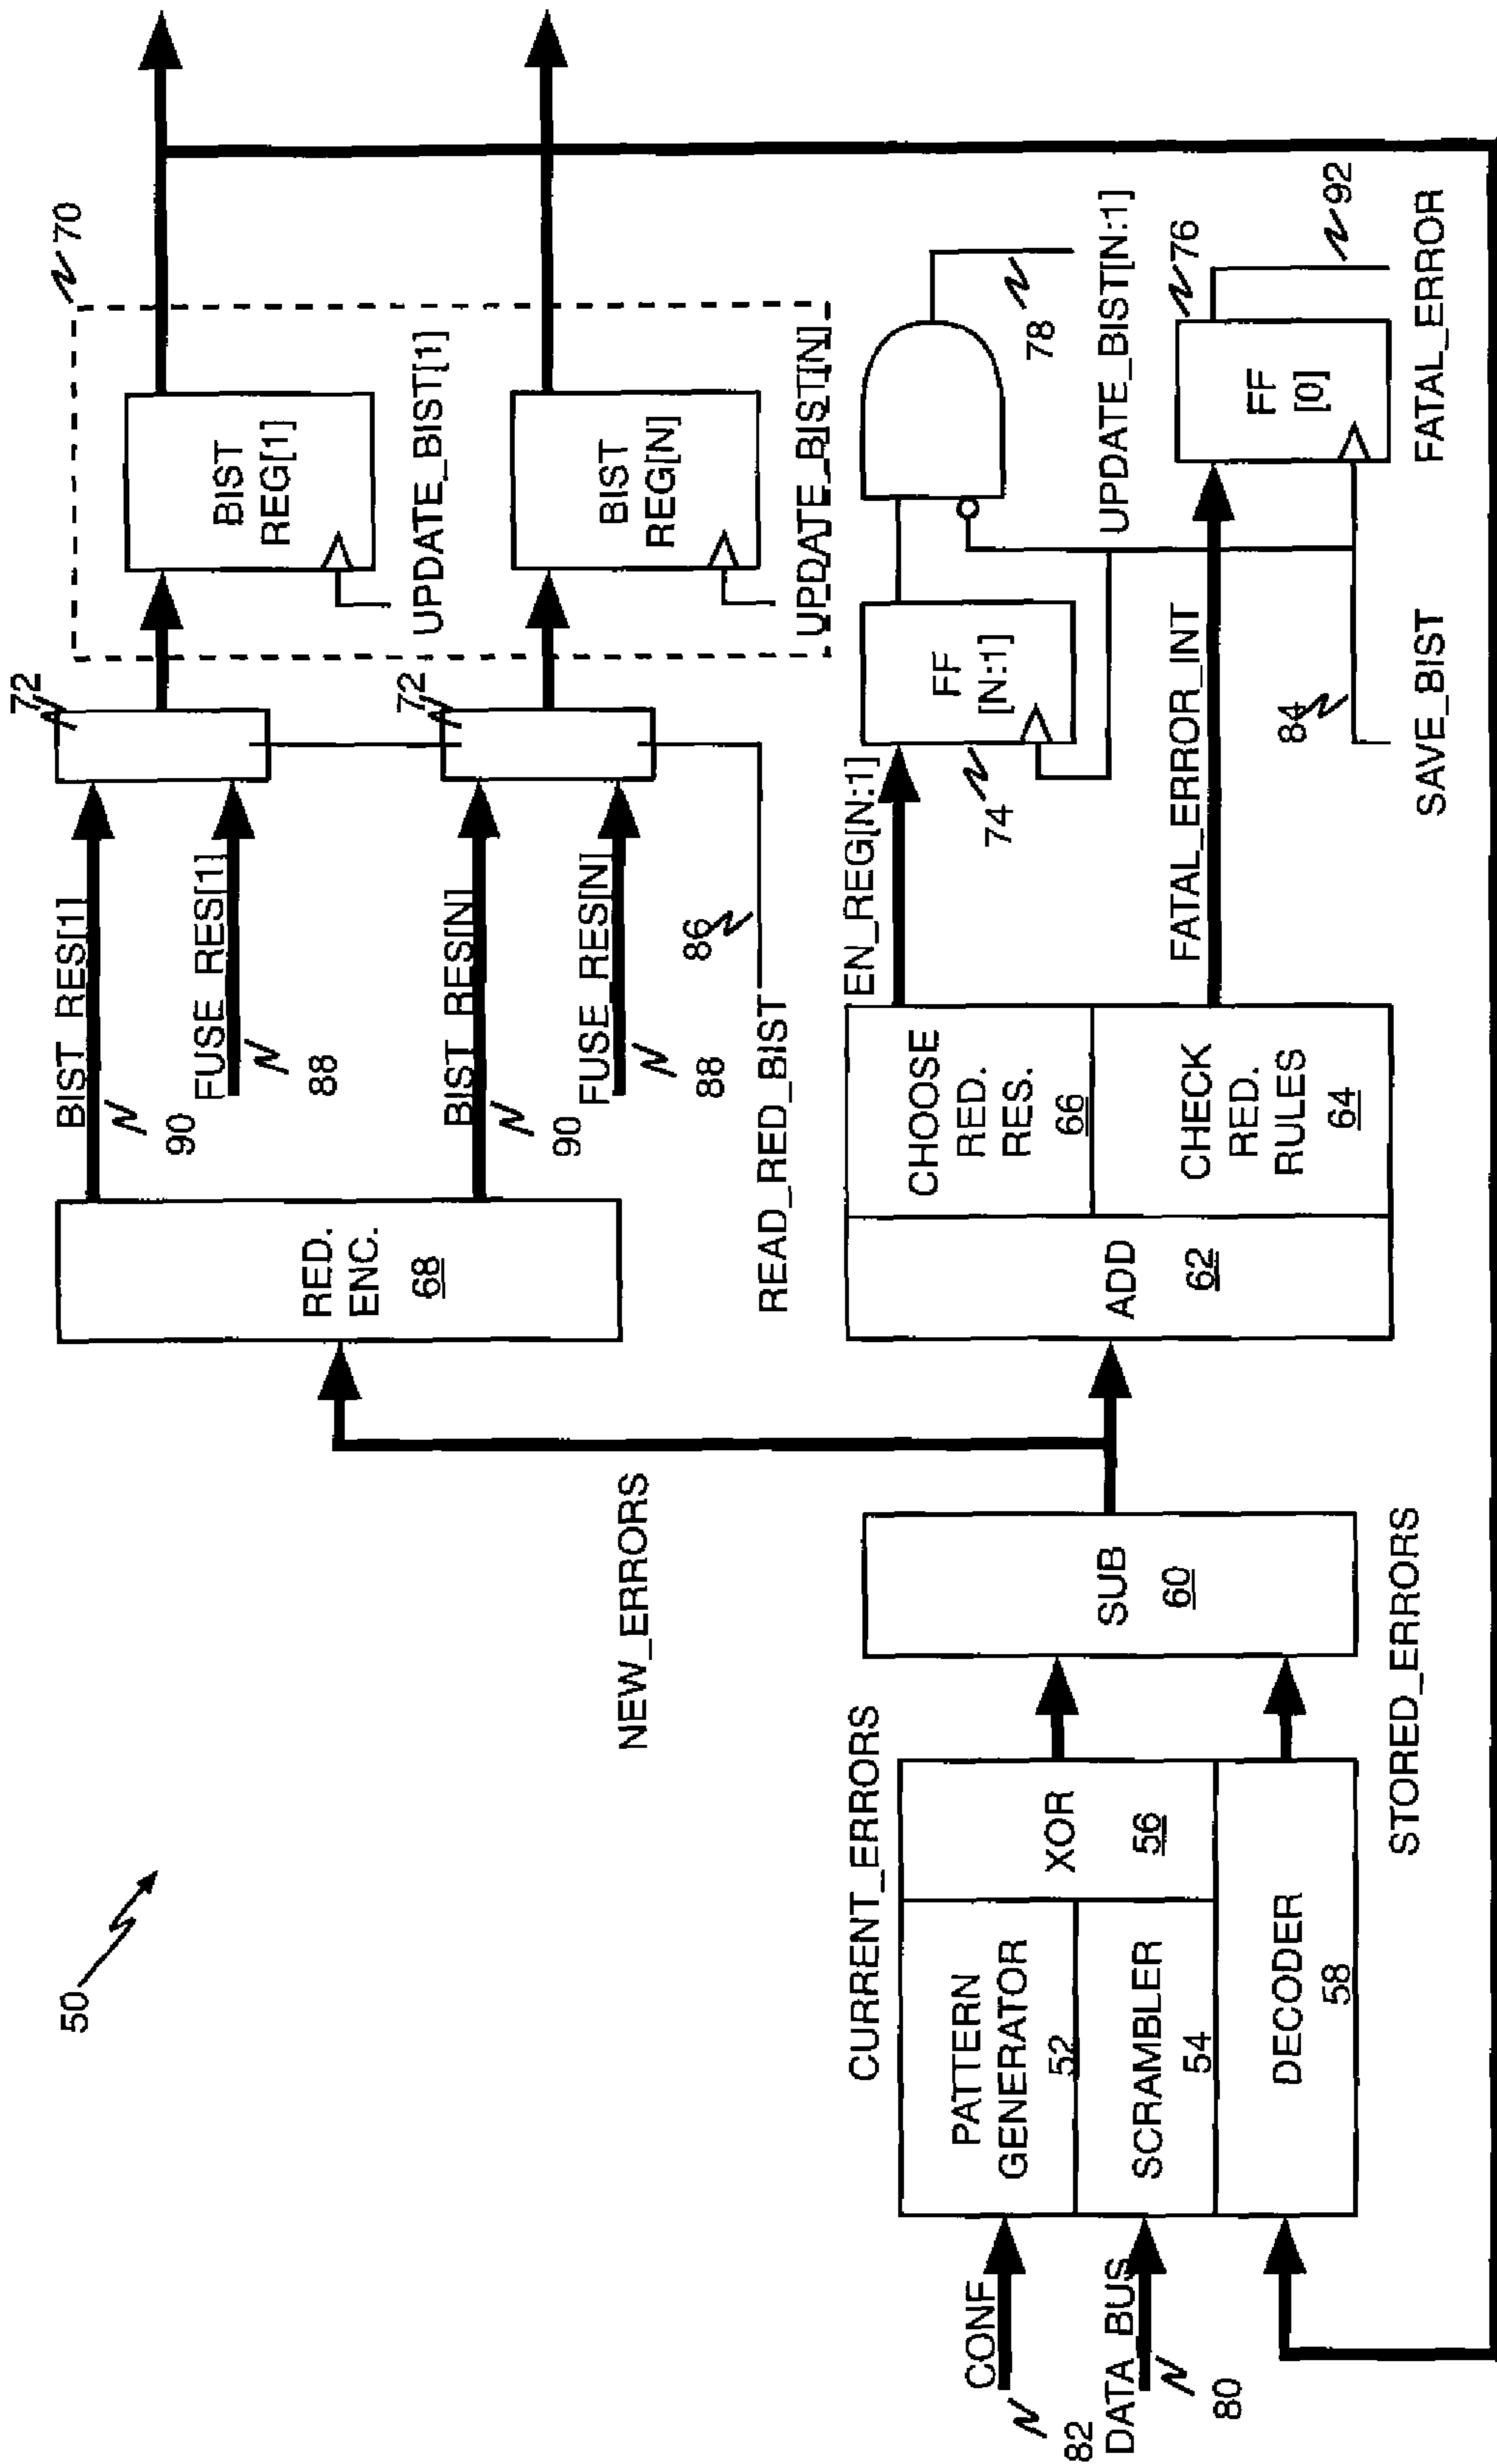 50
CONF
82
DATA_BUS
80
PATTERN
GENERATOR
52
SCRAMBLER
54
XOR
56
DECODER
58
CURRENT_ERRORS
STORED_ERRORS
SUB
60
NEW_ERRORS
RED.
ENC.
68
ADD
62
CHOOSE
RED.
RES.
66
CHECK
RED.
RULES
64
BIST_RES[1]
90
FUSE_RES[1]
88
BIST_RES[N]
90
FUSE_RES[N]
88
READ_RED_BIST
86
72
72
70
BIST
REG[1]
UPDATE_BIST[1]
BIST
REG[N]
UPDATE_BIST[N]
EN_REG[N:1]
74
FF
[N:1]
78
UPDATE_BIST[N:1]
FATAL_ERROR_INT
FF
[0]
76
92
FATAL_ERROR
84
SAVE_BIST